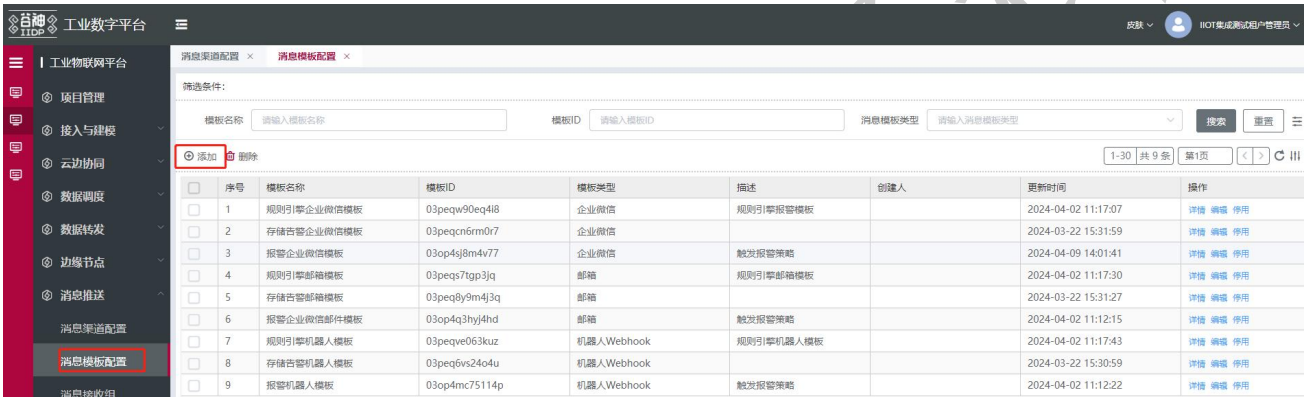 谷神 IIDP 工业数字平台 皮肤 IIOT集成测试租户管理员
工业物联网平台 消息渠道配置 × 消息模板配置 ×
筛选条件：
项目管理
模板名称 请输入模板名称 模板ID 请输入模板ID 消息模板类型 请输入消息模板类型 搜索 重置
接入与建模
添加 删除 1-30 共 9 条 第1页
云边协同
序号 模板名称 模板ID 模板类型 描述 创建人 更新时间 操作
数据调度
1 规则引擎企业微信模板 03peqw90eq4i8 企业微信 规则引擎报警模板 2024-04-02 11:17:07 详情 编辑 停用
数据转发
2 存储告警企业微信模板 03peqcn6rm0r7 企业微信 2024-03-22 15:31:59 详情 编辑 停用
3 报警企业微信模板 03op4sj8m4v77 企业微信 触发报警策略 2024-04-09 14:01:41 详情 编辑 停用
边缘节点
4 规则引擎邮箱模板 03peqs7tgp3jq 邮箱 规则引擎邮箱模板 2024-04-02 11:17:30 详情 编辑 停用
消息推送
5 存储告警邮箱模板 03peq8y9m4j3q 邮箱 2024-03-22 15:31:27 详情 编辑 停用
6 报警企业微信邮件模板 03op4q3hyj4hd 邮箱 触发报警策略 2024-04-02 11:12:15 详情 编辑 停用
消息渠道配置
7 规则引擎机器人模板 03peqve063kuz 机器人Webhook 规则引擎机器人模板 2024-04-02 11:17:43 详情 编辑 停用
消息模板配置
8 存储告警机器人模板 03peq6vs24o4u 机器人Webhook 2024-03-22 15:30:59 详情 编辑 停用
9 报警机器人模板 03op4mc75114p 机器人Webhook 触发报警策略 2024-04-02 11:12:22 详情 编辑 停用
消息接收组